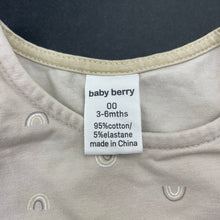 baby berry
00
3-6mths
95%cotton/
5%elastane
made in China